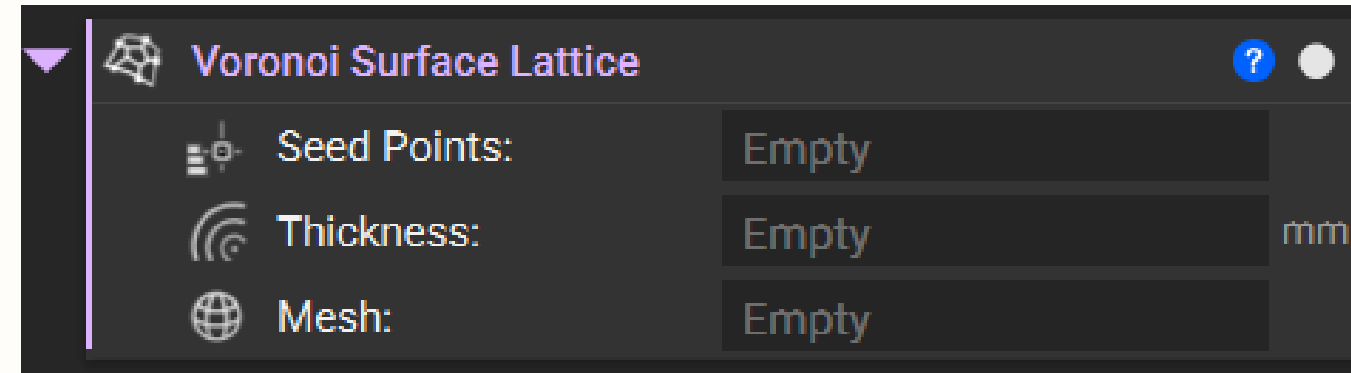 Voronoi Surface Lattice ?
Seed Points: Empty
Thickness: Empty mm
Mesh: Empty